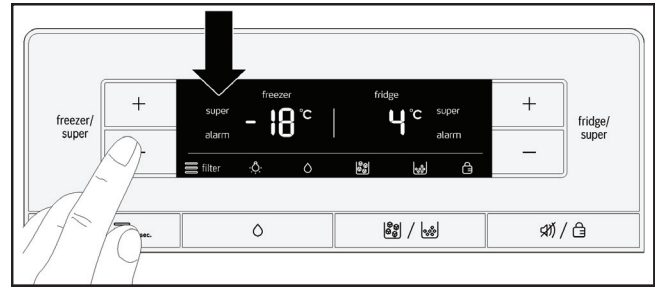 freezer/
super
+
-
freezer
super
alarm
-18 °C
fridge
4 °C
super
alarm
filter
+
-
fridge/
super
sec.
/
/